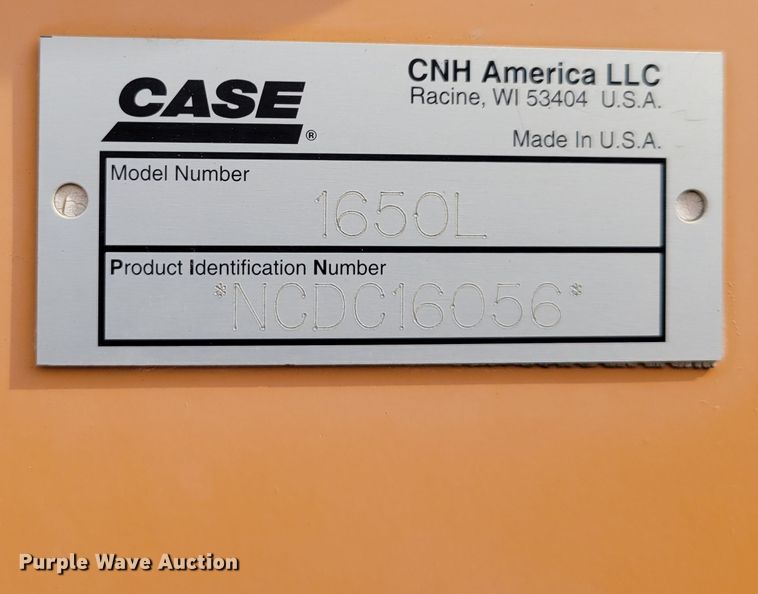 CASE®
CNH America LLC
Racine, WI 53404 U.S.A.
Made In U.S.A.
Model Number
1650L
Product Identification Number
*NCDC16056*
Purple Wave Auction